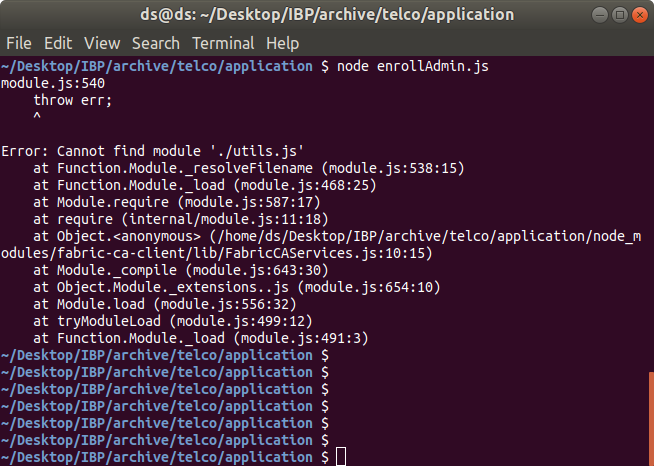 ds@ds: ~/Desktop/IBP/archive/telco/application
File Edit View Search Terminal Help
~/Desktop/IBP/archive/telco/application $ node enrollAdmin.js
module.js:540
    throw err;
    ^

Error: Cannot find module './utils.js'
    at Function.Module._resolveFilename (module.js:538:15)
    at Function.Module._load (module.js:468:25)
    at Module.require (module.js:587:17)
    at require (internal/module.js:11:18)
    at Object.<anonymous> (/home/ds/Desktop/IBP/archive/telco/application/node_m
odules/fabric-ca-client/lib/FabricCAServices.js:10:15)
    at Module._compile (module.js:643:30)
    at Object.Module._extensions..js (module.js:654:10)
    at Module.load (module.js:556:32)
    at tryModuleLoad (module.js:499:12)
    at Function.Module._load (module.js:491:3)
~/Desktop/IBP/archive/telco/application $
~/Desktop/IBP/archive/telco/application $
~/Desktop/IBP/archive/telco/application $
~/Desktop/IBP/archive/telco/application $
~/Desktop/IBP/archive/telco/application $
~/Desktop/IBP/archive/telco/application $
~/Desktop/IBP/archive/telco/application $